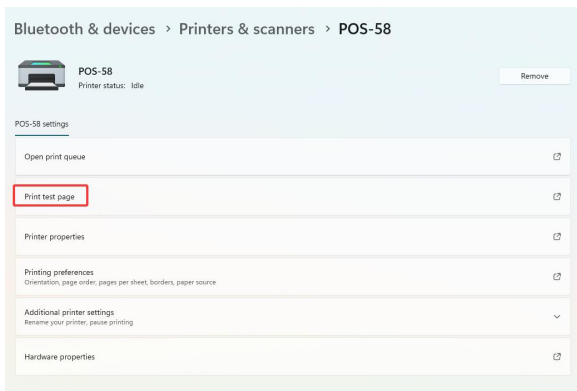 Bluetooth & devices > Printers & scanners > POS-58
POS-58
Printer status: Idle
Remove
POS-58 settings
Open print queue
Print test page
Printer properties
Printing preferences
Orientation, page order, pages per sheet, borders, paper source
Additional printer settings
Rename your printer, pause printing
Hardware properties